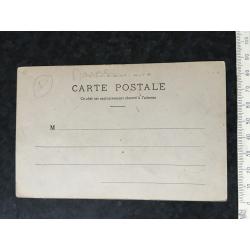 CARTE POSTALE
Ce côté est exclusivement réservé à l'adresse
M